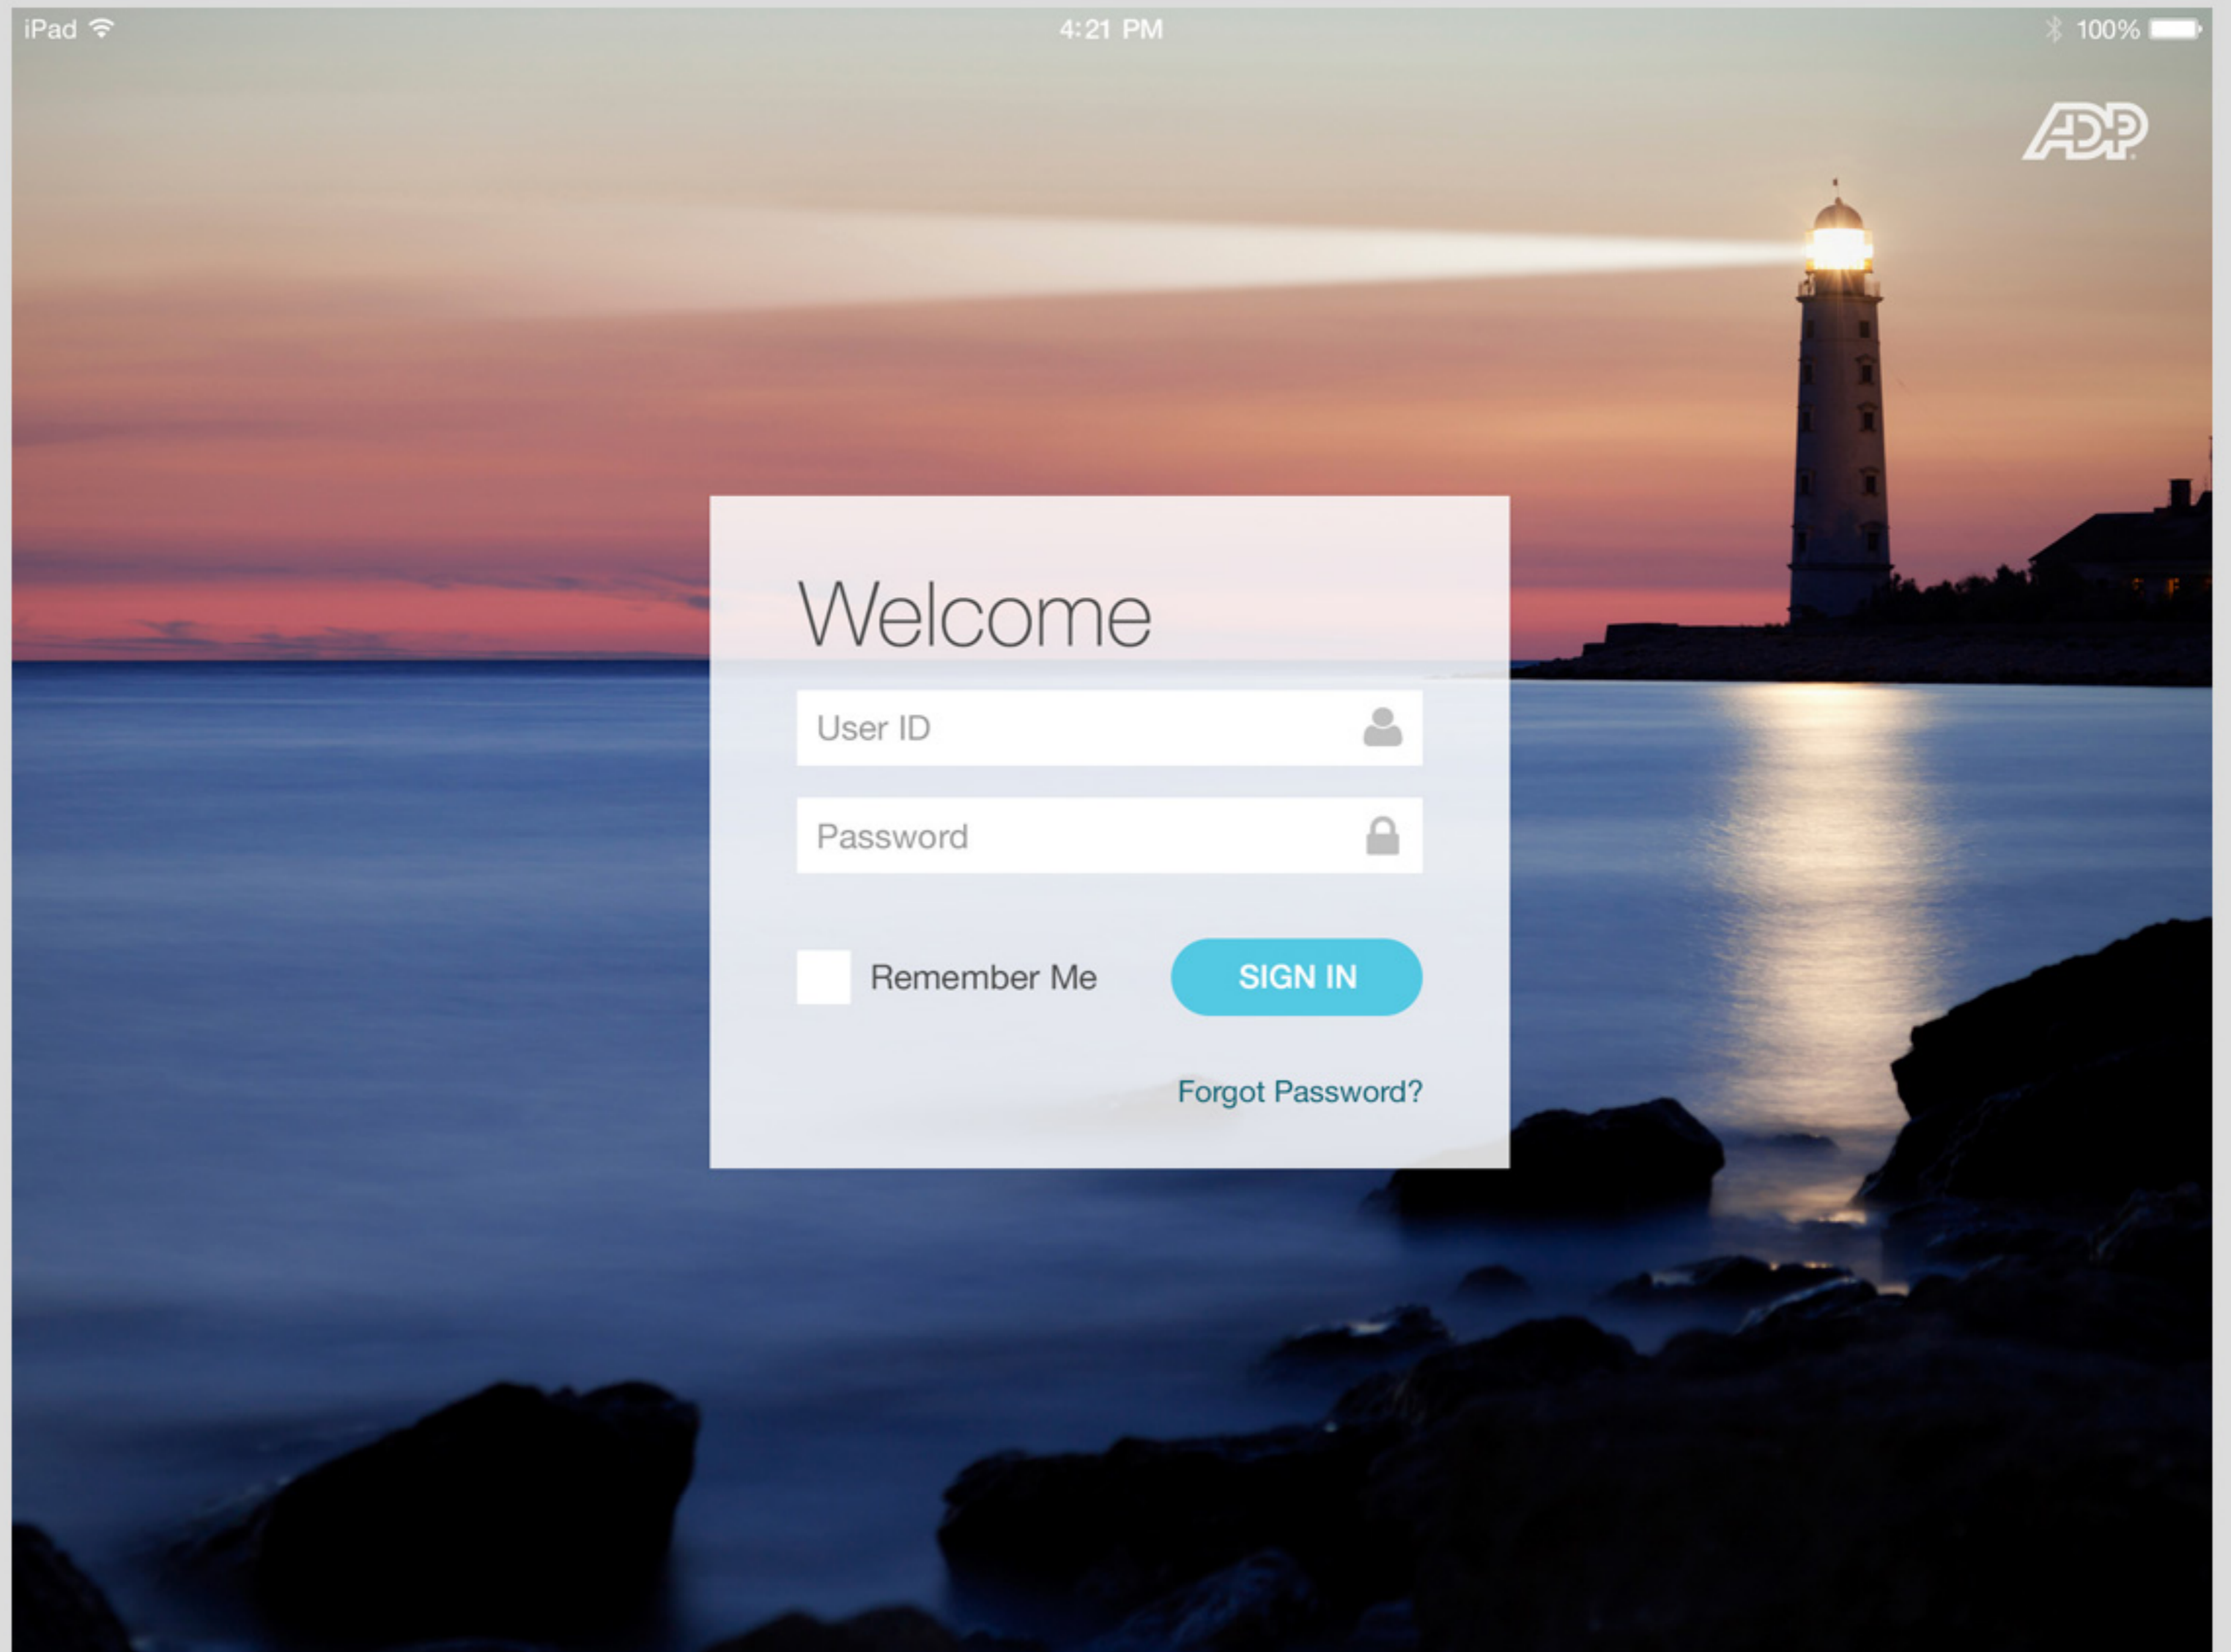 iPad
4:21 PM
100%
ADP
Welcome
User ID
Password
Remember Me
SIGN IN
Forgot Password?